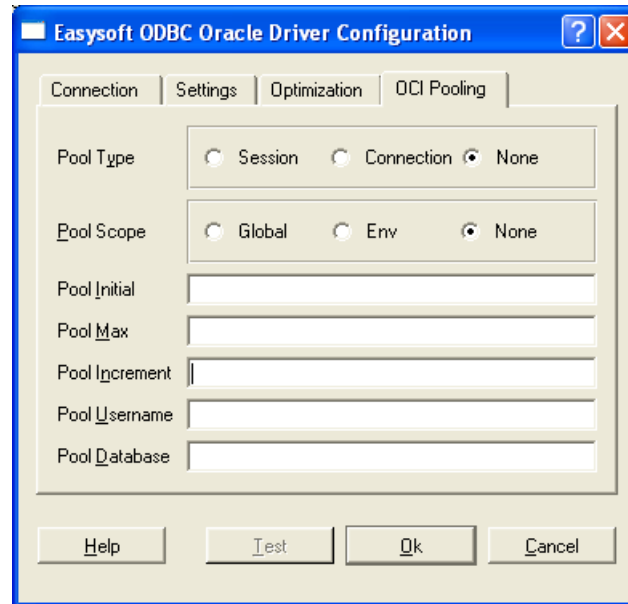 Easysoft ODBC Oracle Driver Configuration
Connection Settings Optimization OCI Pooling
Pool Type Session Connection None
Pool Scope Global Env None
Pool Initial
Pool Max
Pool Increment
Pool Username
Pool Database
Help Test Ok Cancel